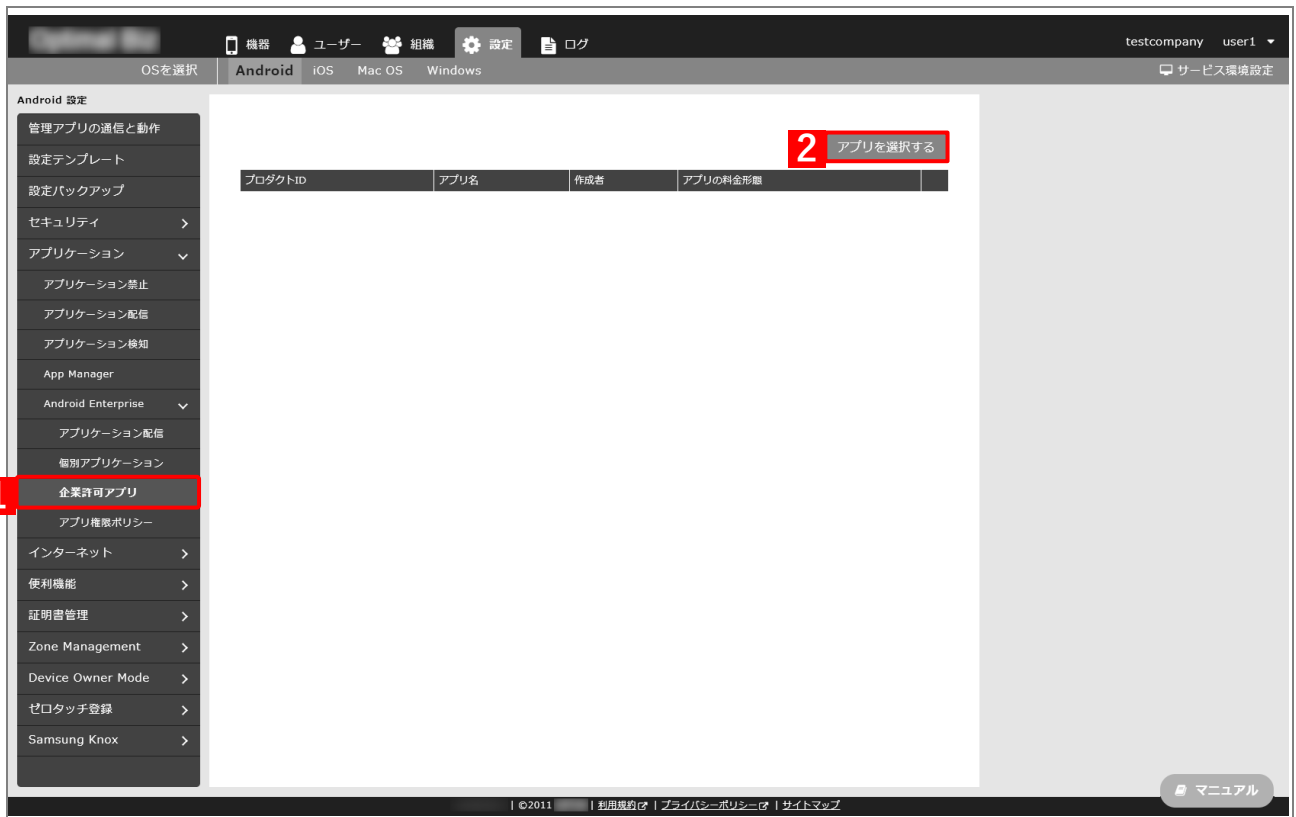 機器 ユーザー 組織 設定 ログ testcompany user1
OSを選択 Android iOS Mac OS Windows サービス環境設定
Android 設定
管理アプリの通信と動作
設定テンプレート
設定バックアップ
セキュリティ
アプリケーション
アプリケーション禁止
アプリケーション配信
アプリケーション検知
App Manager
Android Enterprise
アプリケーション配信
個別アプリケーション
1 企業許可アプリ
アプリ権限ポリシー
インターネット
便利機能
証明書管理
Zone Management
Device Owner Mode
ゼロタッチ登録
Samsung Knox
2 アプリを選択する
プロダクトID アプリ名 作成者 アプリの料金形態
マニュアル
| ©2011 | 利用規約 | プライバシーポリシー | サイトマップ